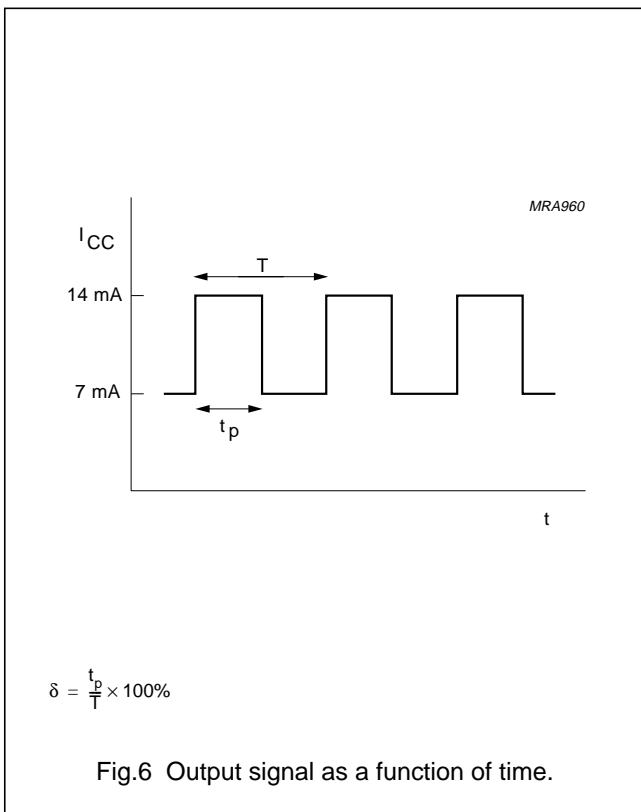 MRA960
I CC
T
14 mA
7 mA
t p
t
δ = t p / T × 100%
Fig.6 Output signal as a function of time.